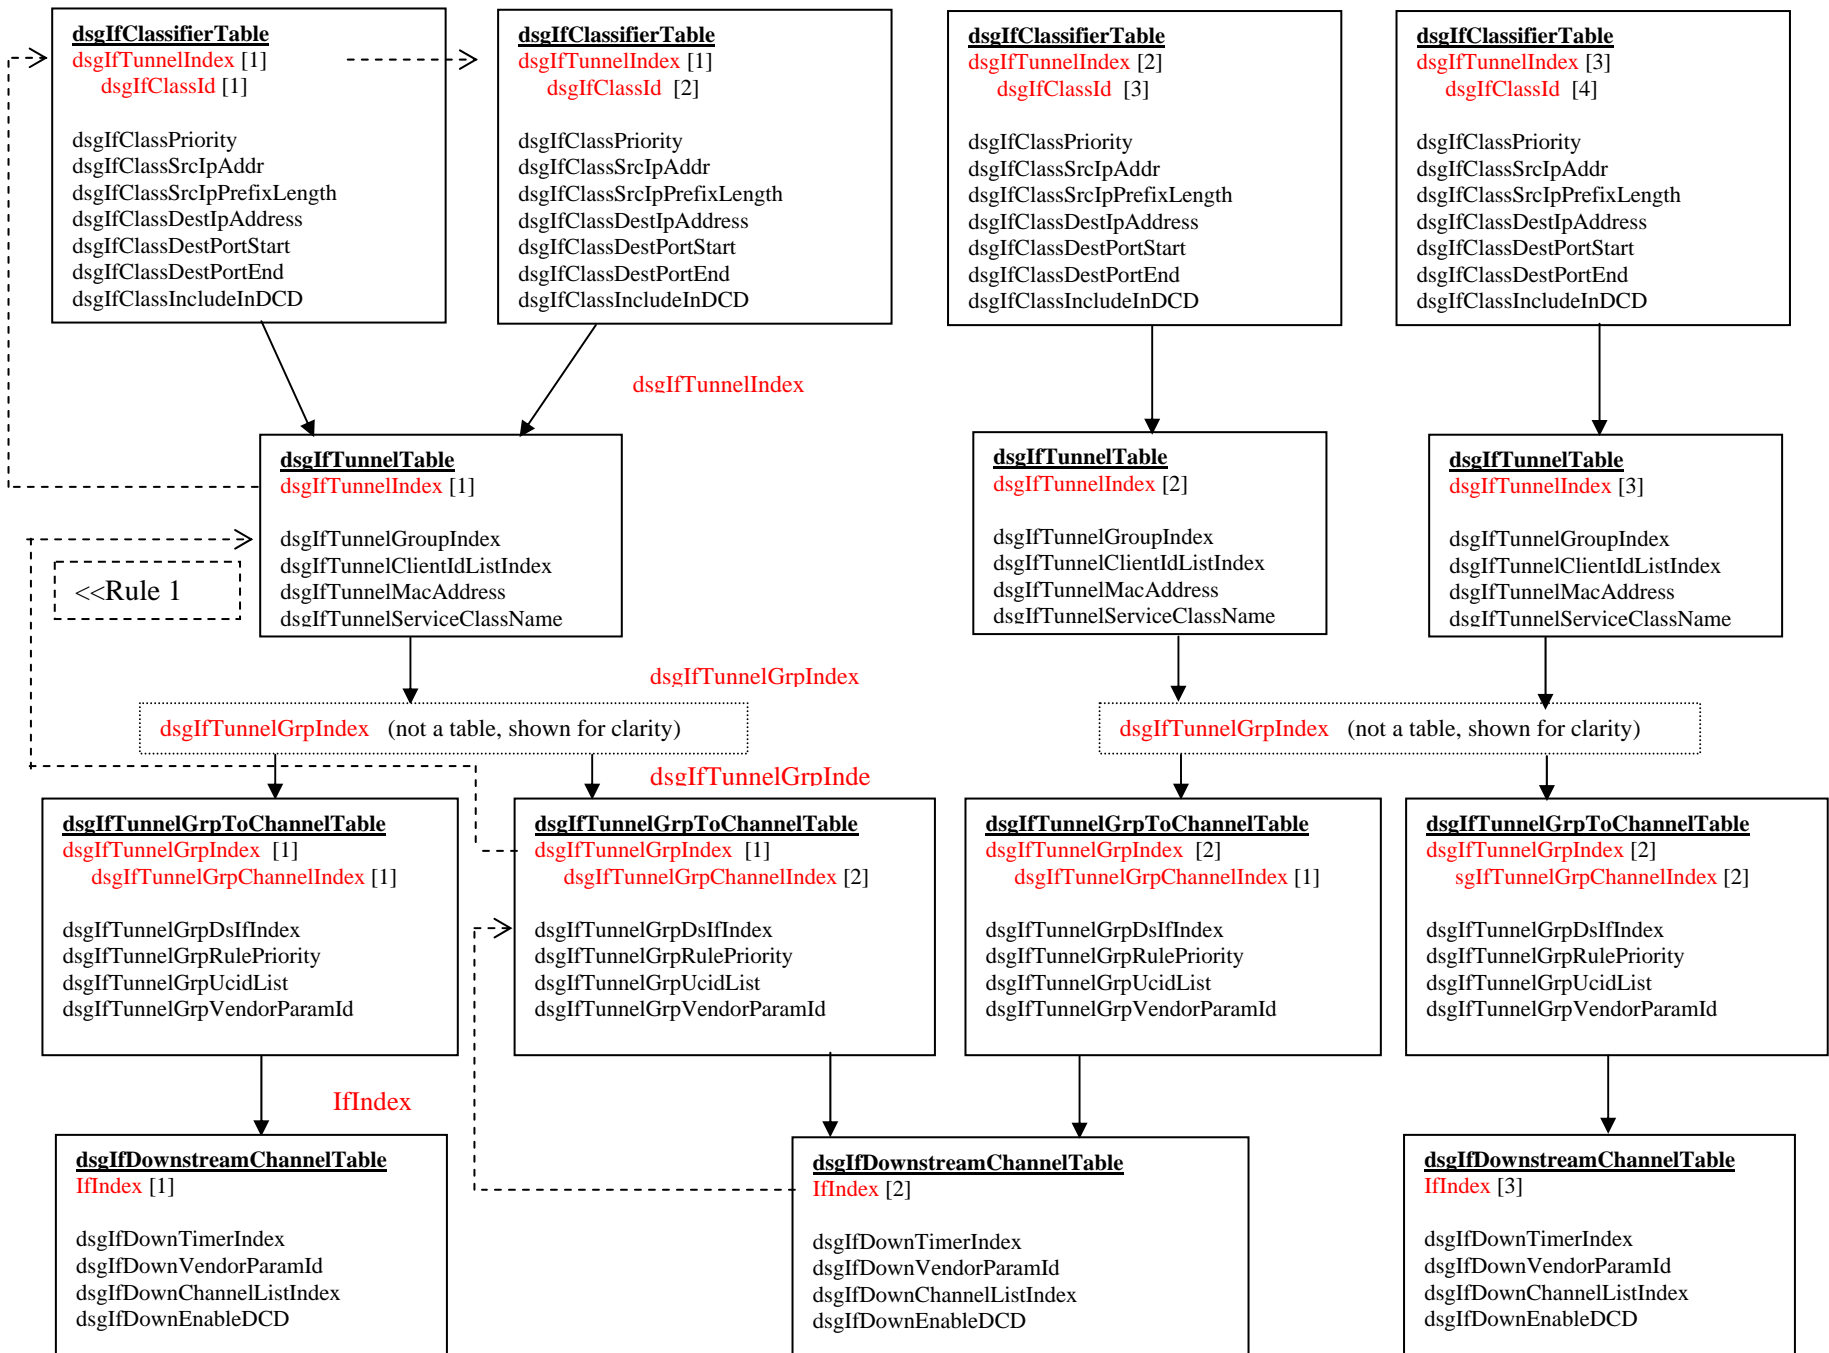 dsgIfClassifierTable
dsgIfTunnelIndex [1]
dsgIfClassId [1]
dsgIfClassPriority
dsgIfClassSrcIpAddr
dsgIfClassSrcIpPrefixLength
dsgIfClassDestIpAddress
dsgIfClassDestPortStart
dsgIfClassDestPortEnd
dsgIfClassIncludeInDCD
dsgIfClassifierTable
dsgIfTunnelIndex [1]
dsgIfClassId [2]
dsgIfClassPriority
dsgIfClassSrcIpAddr
dsgIfClassSrcIpPrefixLength
dsgIfClassDestIpAddress
dsgIfClassDestPortStart
dsgIfClassDestPortEnd
dsgIfClassIncludeInDCD
dsgIfClassifierTable
dsgIfTunnelIndex [2]
dsgIfClassId [3]
dsgIfClassPriority
dsgIfClassSrcIpAddr
dsgIfClassSrcIpPrefixLength
dsgIfClassDestIpAddress
dsgIfClassDestPortStart
dsgIfClassDestPortEnd
dsgIfClassIncludeInDCD
dsgIfClassifierTable
dsgIfTunnelIndex [3]
dsgIfClassId [4]
dsgIfClassPriority
dsgIfClassSrcIpAddr
dsgIfClassSrcIpPrefixLength
dsgIfClassDestIpAddress
dsgIfClassDestPortStart
dsgIfClassDestPortEnd
dsgIfClassIncludeInDCD
dsgIfTunnelIndex
dsgIfTunnelTable
dsgIfTunnelIndex [1]
dsgIfTunnelGroupIndex
dsgIfTunnelClientIdListIndex
dsgIfTunnelMacAddress
dsgIfTunnelServiceClassName
<<Rule 1
dsgIfTunnelTable
dsgIfTunnelIndex [2]
dsgIfTunnelGroupIndex
dsgIfTunnelClientIdListIndex
dsgIfTunnelMacAddress
dsgIfTunnelServiceClassName
dsgIfTunnelTable
dsgIfTunnelIndex [3]
dsgIfTunnelGroupIndex
dsgIfTunnelClientIdListIndex
dsgIfTunnelMacAddress
dsgIfTunnelServiceClassName
dsgIfTunnelGrpIndex
dsgIfTunnelGrpIndex (not a table, shown for clarity)
dsgIfTunnelGrpIndex (not a table, shown for clarity)
dsgIfTunnelGrpInde
dsgIfTunnelGrpToChannelTable
dsgIfTunnelGrpIndex [1]
dsgIfTunnelGrpChannelIndex [1]
dsgIfTunnelGrpDsIfIndex
dsgIfTunnelGrpRulePriority
dsgIfTunnelGrpUcidList
dsgIfTunnelGrpVendorParamId
dsgIfTunnelGrpToChannelTable
dsgIfTunnelGrpIndex [1]
dsgIfTunnelGrpChannelIndex [2]
dsgIfTunnelGrpDsIfIndex
dsgIfTunnelGrpRulePriority
dsgIfTunnelGrpUcidList
dsgIfTunnelGrpVendorParamId
dsgIfTunnelGrpToChannelTable
dsgIfTunnelGrpIndex [2]
dsgIfTunnelGrpChannelIndex [1]
dsgIfTunnelGrpDsIfIndex
dsgIfTunnelGrpRulePriority
dsgIfTunnelGrpUcidList
dsgIfTunnelGrpVendorParamId
dsgIfTunnelGrpToChannelTable
dsgIfTunnelGrpIndex [2]
sgIfTunnelGrpChannelIndex [2]
dsgIfTunnelGrpDsIfIndex
dsgIfTunnelGrpRulePriority
dsgIfTunnelGrpUcidList
dsgIfTunnelGrpVendorParamId
IfIndex
dsgIfDownstreamChannelTable
IfIndex [1]
dsgIfDownTimerIndex
dsgIfDownVendorParamId
dsgIfDownChannelListIndex
dsgIfDownEnableDCD
dsgIfDownstreamChannelTable
IfIndex [2]
dsgIfDownTimerIndex
dsgIfDownVendorParamId
dsgIfDownChannelListIndex
dsgIfDownEnableDCD
dsgIfDownstreamChannelTable
IfIndex [3]
dsgIfDownTimerIndex
dsgIfDownVendorParamId
dsgIfDownChannelListIndex
dsgIfDownEnableDCD